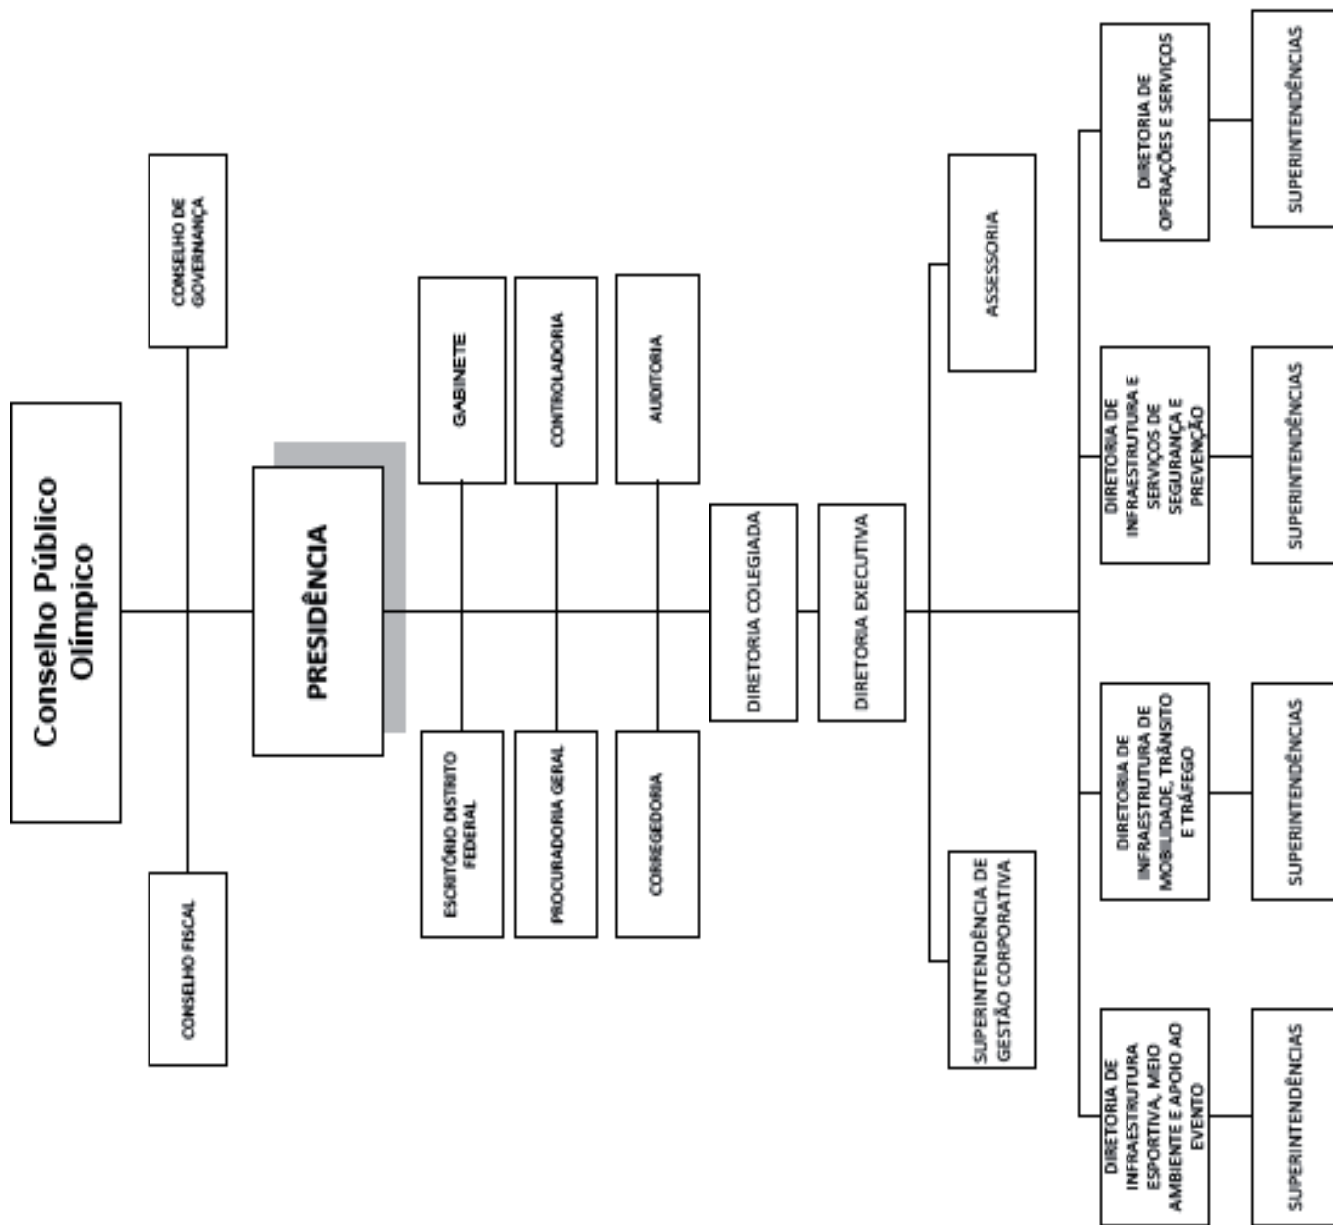 Conselho Público
Olímpico
CONSELHO FISCAL
CONSELHO DE
GOVERNANÇA
PRESIDÊNCIA
ESCRITÓRIO DISTRITO
FEDERAL
GABINETE
PROCURADORIA GERAL
CONTROLADORIA
CORREGEDORIA
AUDITORIA
DIRETORIA COLEGIADA
DIRETORIA EXECUTIVA
SUPERINTENDÊNCIA DE
GESTÃO CORPORATIVA
ASSESSORIA
DIRETORIA DE
INFRAESTRUTURA
ESPORTIVA, MEIO
AMBIENTE E APOIO AO
EVENTO
DIRETORIA DE
INFRAESTRUTURA DE
MOBILIDADE, TRÂNSITO
E TRÁFEGO
DIRETORIA DE
INFRAESTRUTURA E
SERVIÇOS DE
SEGURANÇA E
PREVENÇÃO
DIRETORIA DE
OPERAÇÕES E SERVIÇOS
SUPERINTENDÊNCIAS
SUPERINTENDÊNCIAS
SUPERINTENDÊNCIAS
SUPERINTENDÊNCIAS